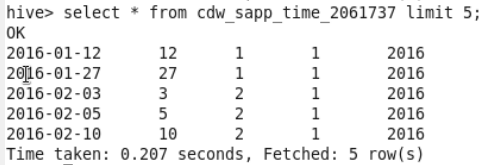 hive> select * from cdw_sapp_time_2061737 limit 5;
OK
2016-01-12 12 1 1 2016
2016-01-27 27 1 1 2016
2016-02-03 3 2 1 2016
2016-02-05 5 2 1 2016
2016-02-10 10 2 1 2016
Time taken: 0.207 seconds, Fetched: 5 row(s)